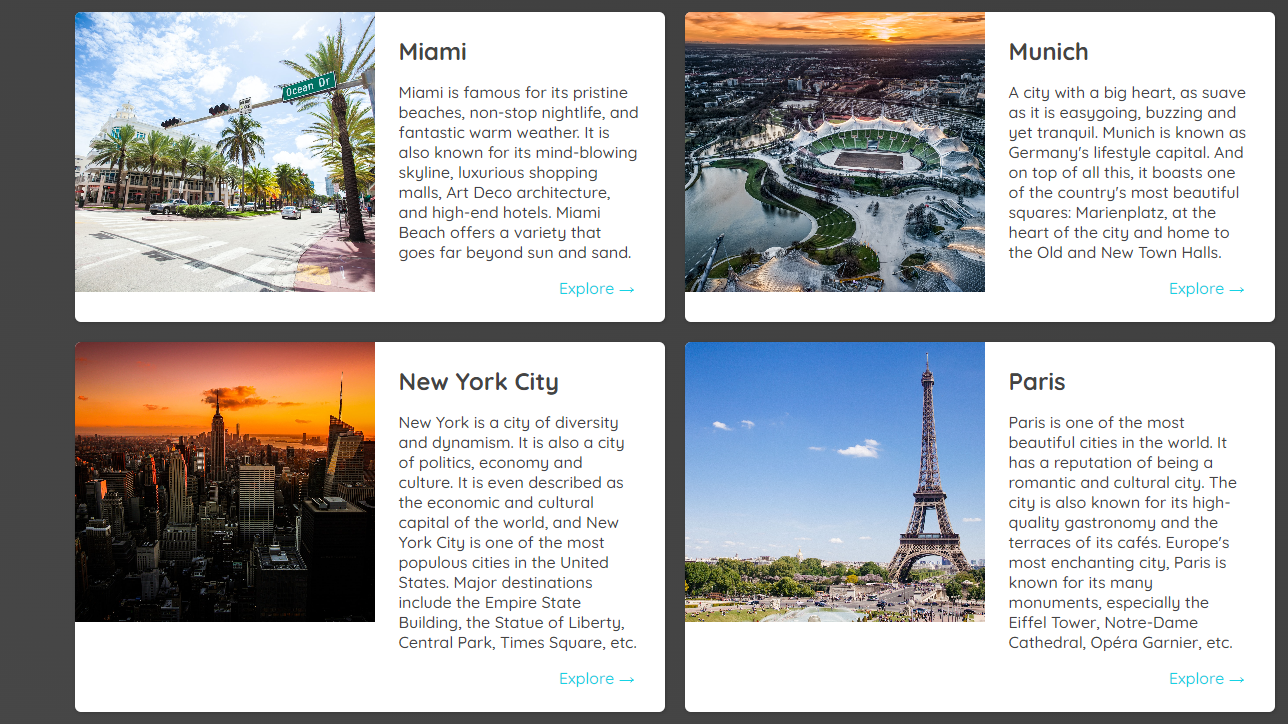 Ocean Dr
Miami
Miami is famous for its pristine
beaches, non-stop nightlife, and
fantastic warm weather. It is
also known for its mind-blowing
skyline, luxurious shopping
malls, Art Deco architecture,
and high-end hotels. Miami
Beach offers a variety that
goes far beyond sun and sand.
Explore →
Munich
A city with a big heart, as suave
as it is easygoing, buzzing and
yet tranquil. Munich is known as
Germany's lifestyle capital. And
on top of all this, it boasts one
of the country's most beautiful
squares: Marienplatz, at the
heart of the city and home to
the Old and New Town Halls.
Explore →
New York City
New York is a city of diversity
and dynamism. It is also a city
of politics, economy and
culture. It is even described as
the economic and cultural
capital of the world, and New
York City is one of the most
populous cities in the United
States. Major destinations
include the Empire State
Building, the Statue of Liberty,
Central Park, Times Square, etc.
Explore →
Paris
Paris is one of the most
beautiful cities in the world. It
has a reputation of being a
romantic and cultural city. The
city is also known for its high-
quality gastronomy and the
terraces of its cafés. Europe's
most enchanting city, Paris is
known for its many
monuments, especially the
Eiffel Tower, Notre-Dame
Cathedral, Opéra Garnier, etc.
Explore →